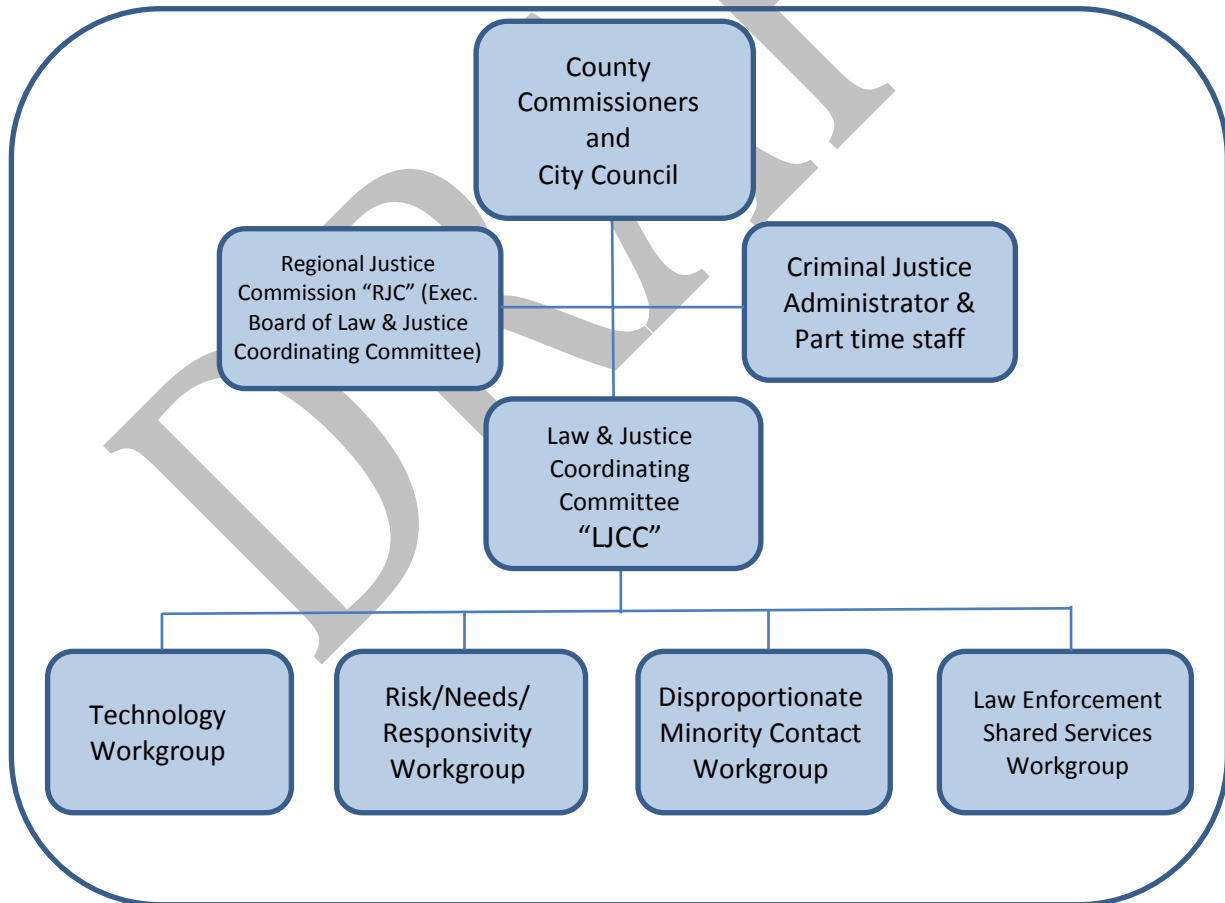 County
Commissioners
and
City Council
Regional Justice
Commission “RJC” (Exec.
Board of Law & Justice
Coordinating Committee)
Criminal Justice
Administrator &
Part time staff
Law & Justice
Coordinating
Committee
“LJCC”
Technology
Workgroup
Risk/Needs/
Responsivity
Workgroup
Disproportionate
Minority Contact
Workgroup
Law Enforcement
Shared Services
Workgroup